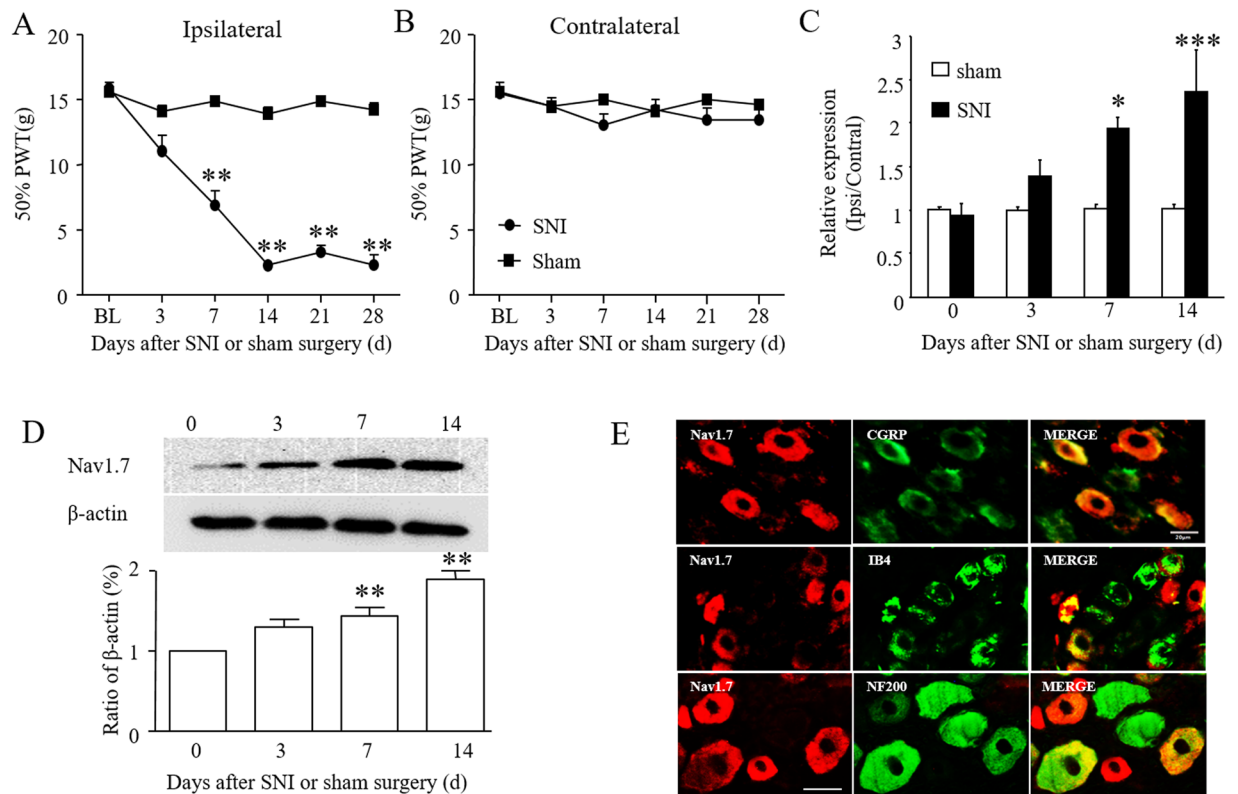 A
Ipsilateral
20
15
10
5
0
50% PWT(g)
**
**
**
**
BL 3 7 14 21 28
Days after SNI or sham surgery (d)
B
Contralateral
20
15
10
5
0
50% PWT(g)
SNI
Sham
BL 3 7 14 21 28
Days after SNI or sham surgery (d)
C
3
2.5
2
1.5
1
0.5
0
Relative expression
(Ipsi/Control)
sham
SNI
*
***
0 3 7 14
Days after SNI or sham surgery (d)
D
0 3 7 14
Nav1.7
β-actin
2
1
0
Ratio of β-actin (%)
**
**
0 3 7 14
Days after SNI or sham surgery (d)
E
Nav1.7 CGRP MERGE
20μm
Nav1.7 IB4 MERGE
Nav1.7 NF200 MERGE